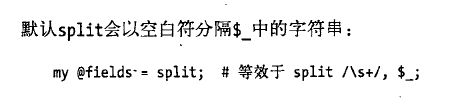 默认split会以空白符分隔$_中的字符串：
my @fields = split; # 等效于 split /\s+/, $_;